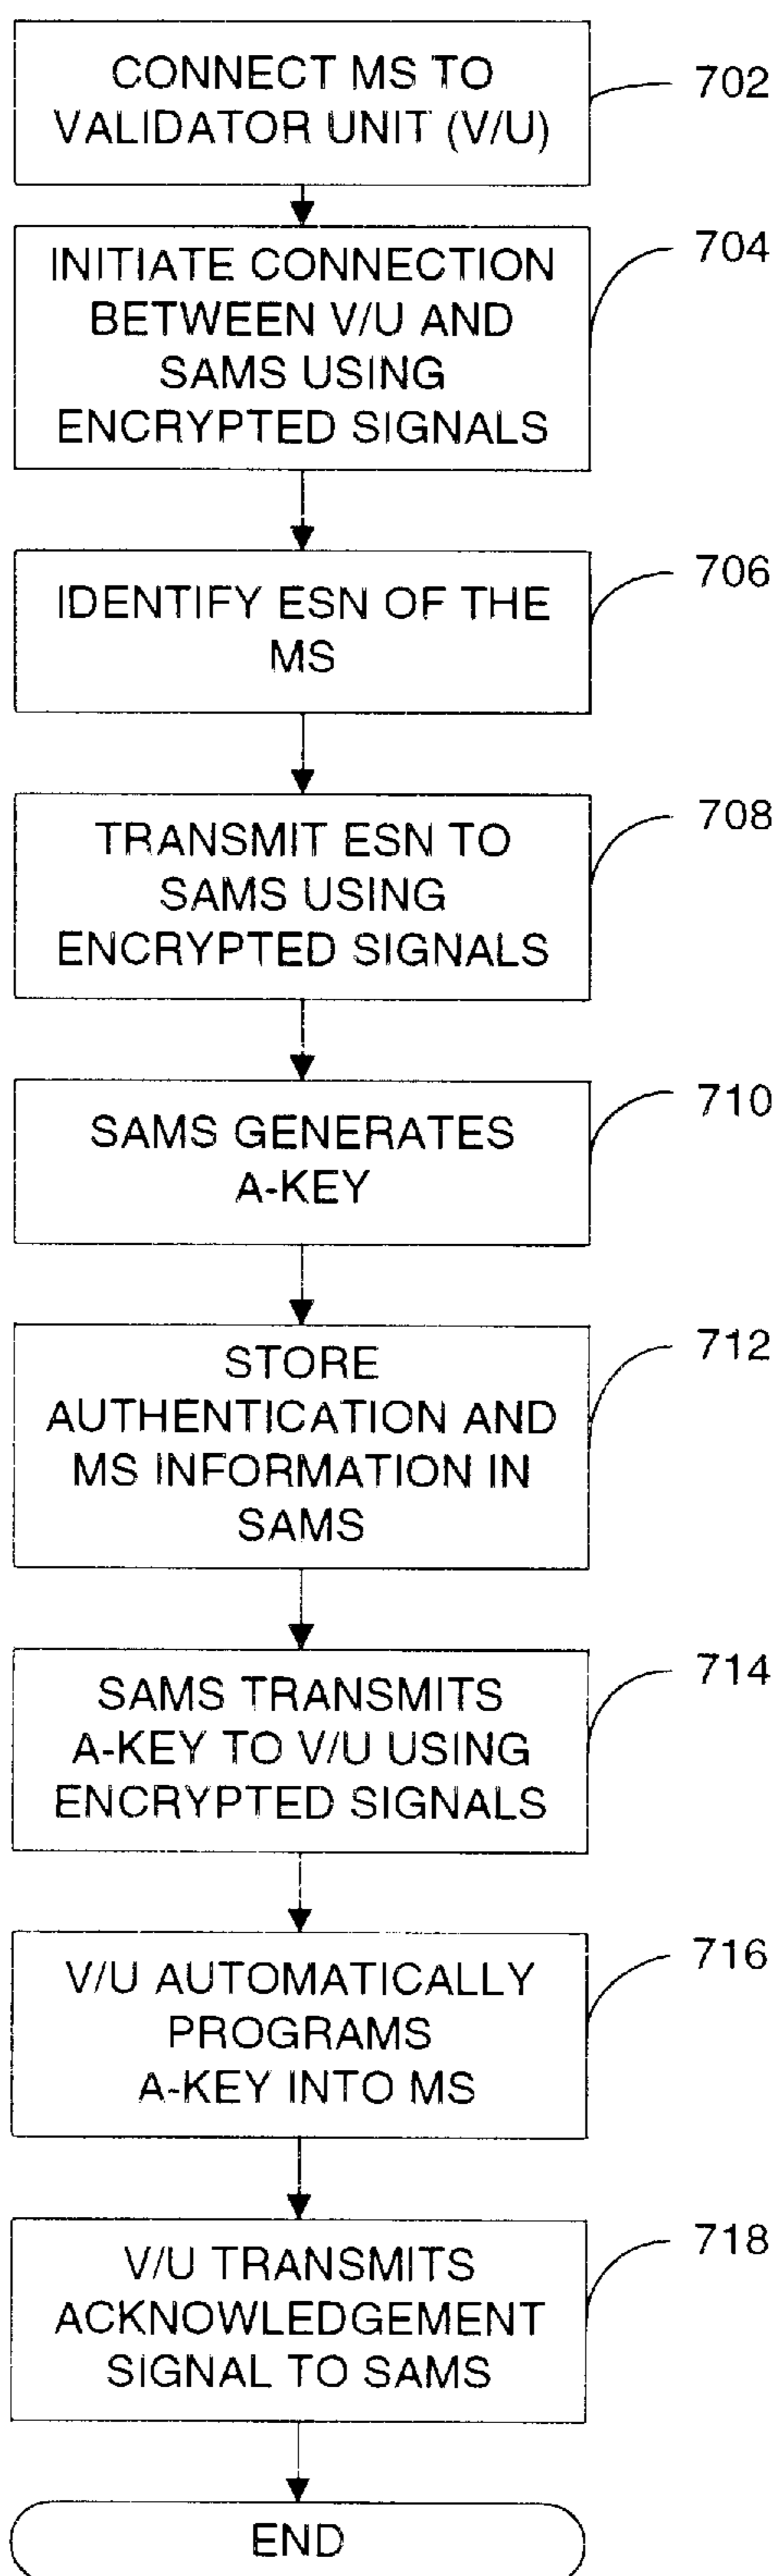 CONNECT MS TO
VALIDATOR UNIT (V/U)
702
INITIATE CONNECTION
BETWEEN V/U AND
SAMS USING
ENCRYPTED SIGNALS
704
IDENTIFY ESN OF THE
MS
706
TRANSMIT ESN TO
SAMS USING
ENCRYPTED SIGNALS
708
SAMS GENERATES
A-KEY
710
STORE
AUTHENTICATION AND
MS INFORMATION IN
SAMS
712
SAMS TRANSMITS
A-KEY TO V/U USING
ENCRYPTED SIGNALS
714
V/U AUTOMATICALLY
PROGRAMS
A-KEY INTO MS
716
V/U TRANSMITS
ACKNOWLEDGEMENT
SIGNAL TO SAMS
718
END